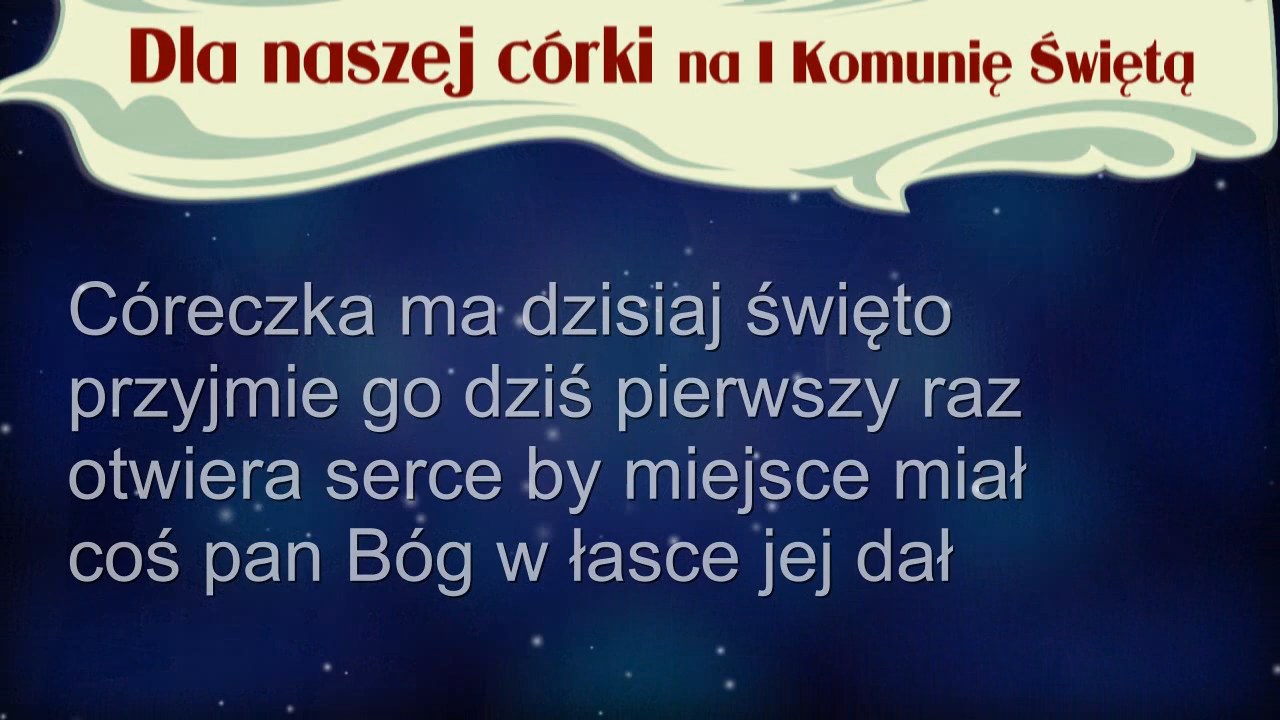 Dla naszej córki na I Komunię Świętą
Córeczka ma dzisiaj święto
przyjmie go dziś pierwszy raz
otwiera serce by miejsce miał
coś pan Bóg w łasce jej dał